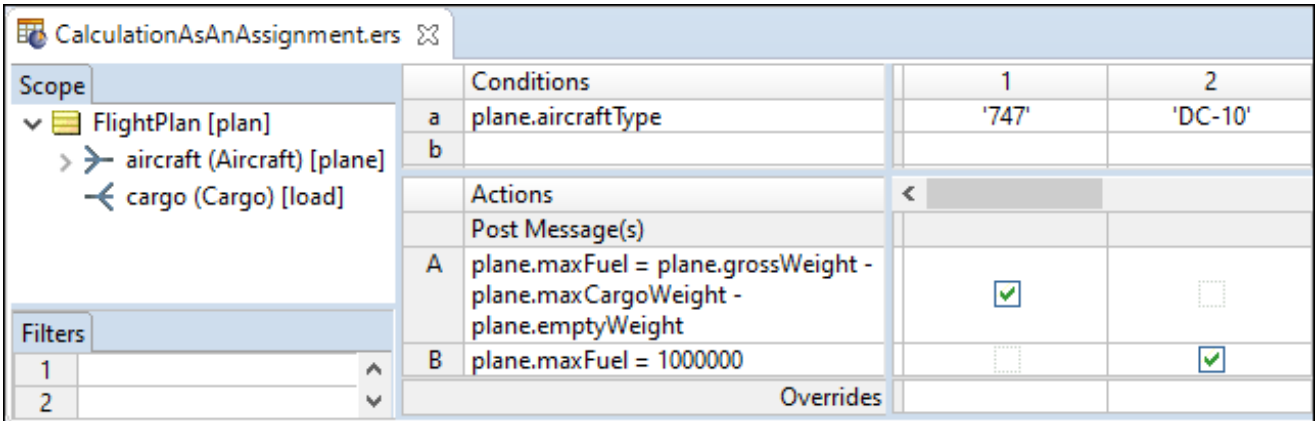 CalculationAsAnAssignment.ers
Scope
FlightPlan [plan]
aircraft (Aircraft) [plane]
cargo (Cargo) [load]
Filters
1
2
Conditions 1 2
a plane.aircraftType '747' 'DC-10'
b
Actions
Post Message(s)
A plane.maxFuel = plane.grossWeight -
plane.maxCargoWeight -
plane.emptyWeight
B plane.maxFuel = 1000000
Overrides